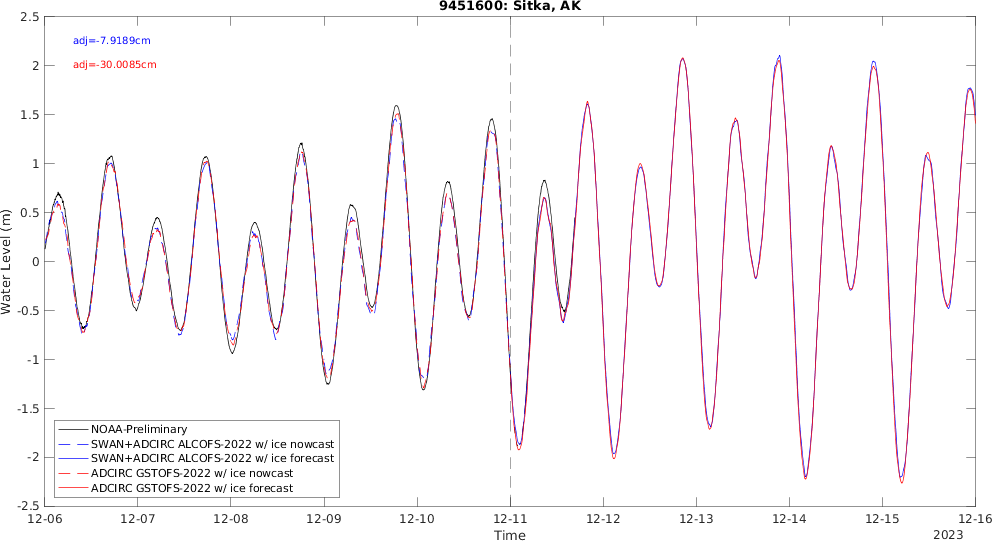 9451600: Sitka, AK
adj=-7.9189cm
adj=-30.0085cm
Water Level (m)
2.5
2
1.5
1
0.5
0
-0.5
-1
-1.5
-2
-2.5
NOAA-Preliminary
SWAN+ADCIRC ALCOFS-2022 w/ ice nowcast
SWAN+ADCIRC ALCOFS-2022 w/ ice forecast
ADCIRC GSTOFS-2022 w/ ice nowcast
ADCIRC GSTOFS-2022 w/ ice forecast
12-06 12-07 12-08 12-09 12-10 12-11 12-12 12-13 12-14 12-15 12-16
Time
2023